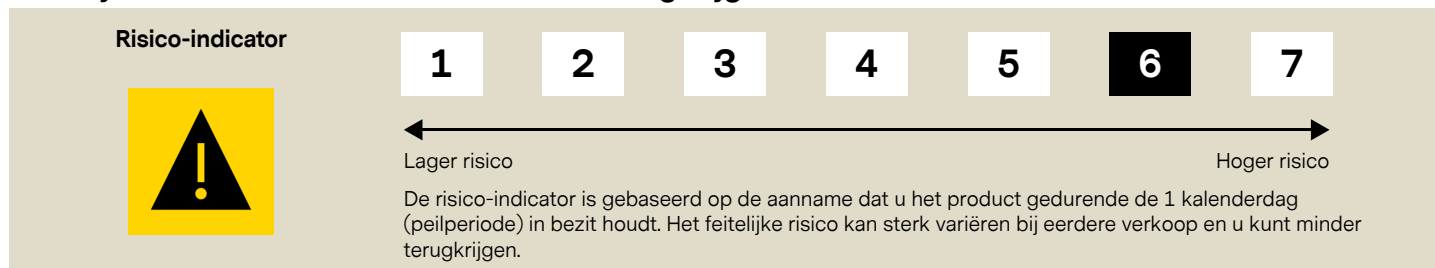 Risico-indicator
1 2 3 4 5 6 7
Lager risico Hoger risico
De risico-indicator is gebaseerd op de aanname dat u het product gedurende de 1 kalenderdag
(peilperiode) in bezit houdt. Het feitelijke risico kan sterk variëren bij eerdere verkoop en u kunt minder
terugkrijgen.